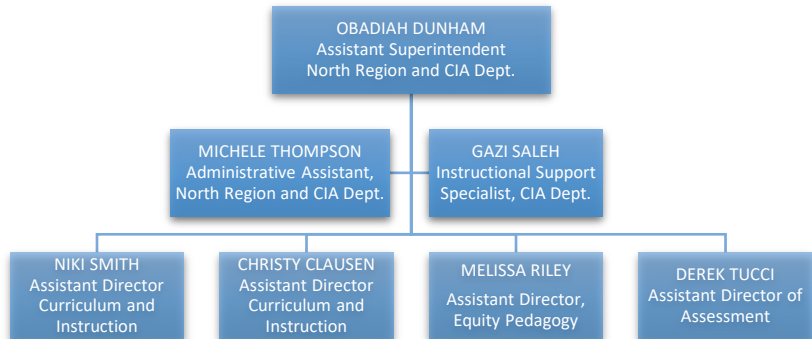 OBADIAH DUNHAM
Assistant Superintendent
North Region and CIA Dept.
MICHELE THOMPSON
Administrative Assistant,
North Region and CIA Dept.
GAZI SALEH
Instructional Support
Specialist, CIA Dept.
NIKI SMITH
Assistant Director
Curriculum and
Instruction
CHRISTY CLAUSEN
Assistant Director
Curriculum and
Instruction
MELISSA RILEY
Assistant Director,
Equity Pedagogy
DEREK TUCCI
Assistant Director of
Assessment